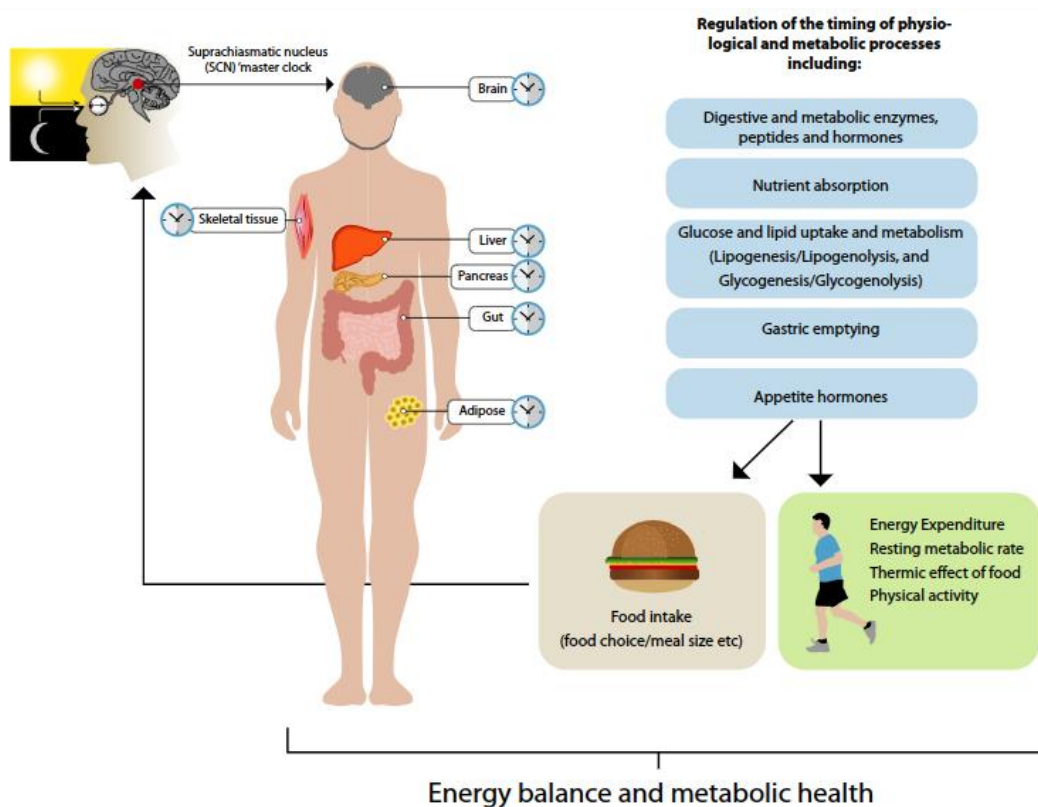 Suprachiasmatic nucleus
(SCN) 'master clock
Brain
Skeletal tissue
Liver
Pancreas
Gut
Adipose
Regulation of the timing of physio-
logical and metabolic processes
including:
Digestive and metabolic enzymes,
peptides and hormones
Nutrient absorption
Glucose and lipid uptake and metabolism
(Lipogenesis/Lipogenolysis, and
Glycogenesis/Glycogenolysis)
Gastric emptying
Appetite hormones
Food intake
(food choice/meal size etc)
Energy Expenditure
Resting metabolic rate
Thermic effect of food
Physical activity
Energy balance and metabolic health